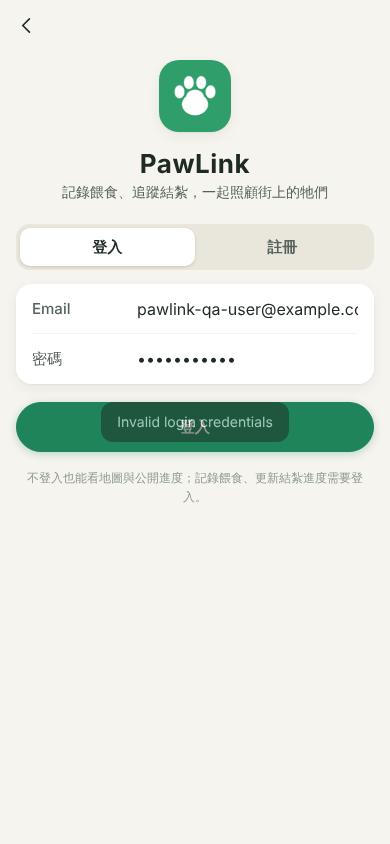 PawLink
記錄餵食、追蹤結紮，一起照顧街上的牠們
登入
註冊
Email
pawlink-qa-user@example.cc
密碼
•••••••••••
Invalid login credentials
登入
不登入也能看地圖與公開進度；記錄餵食、更新結紮進度需要登
入。